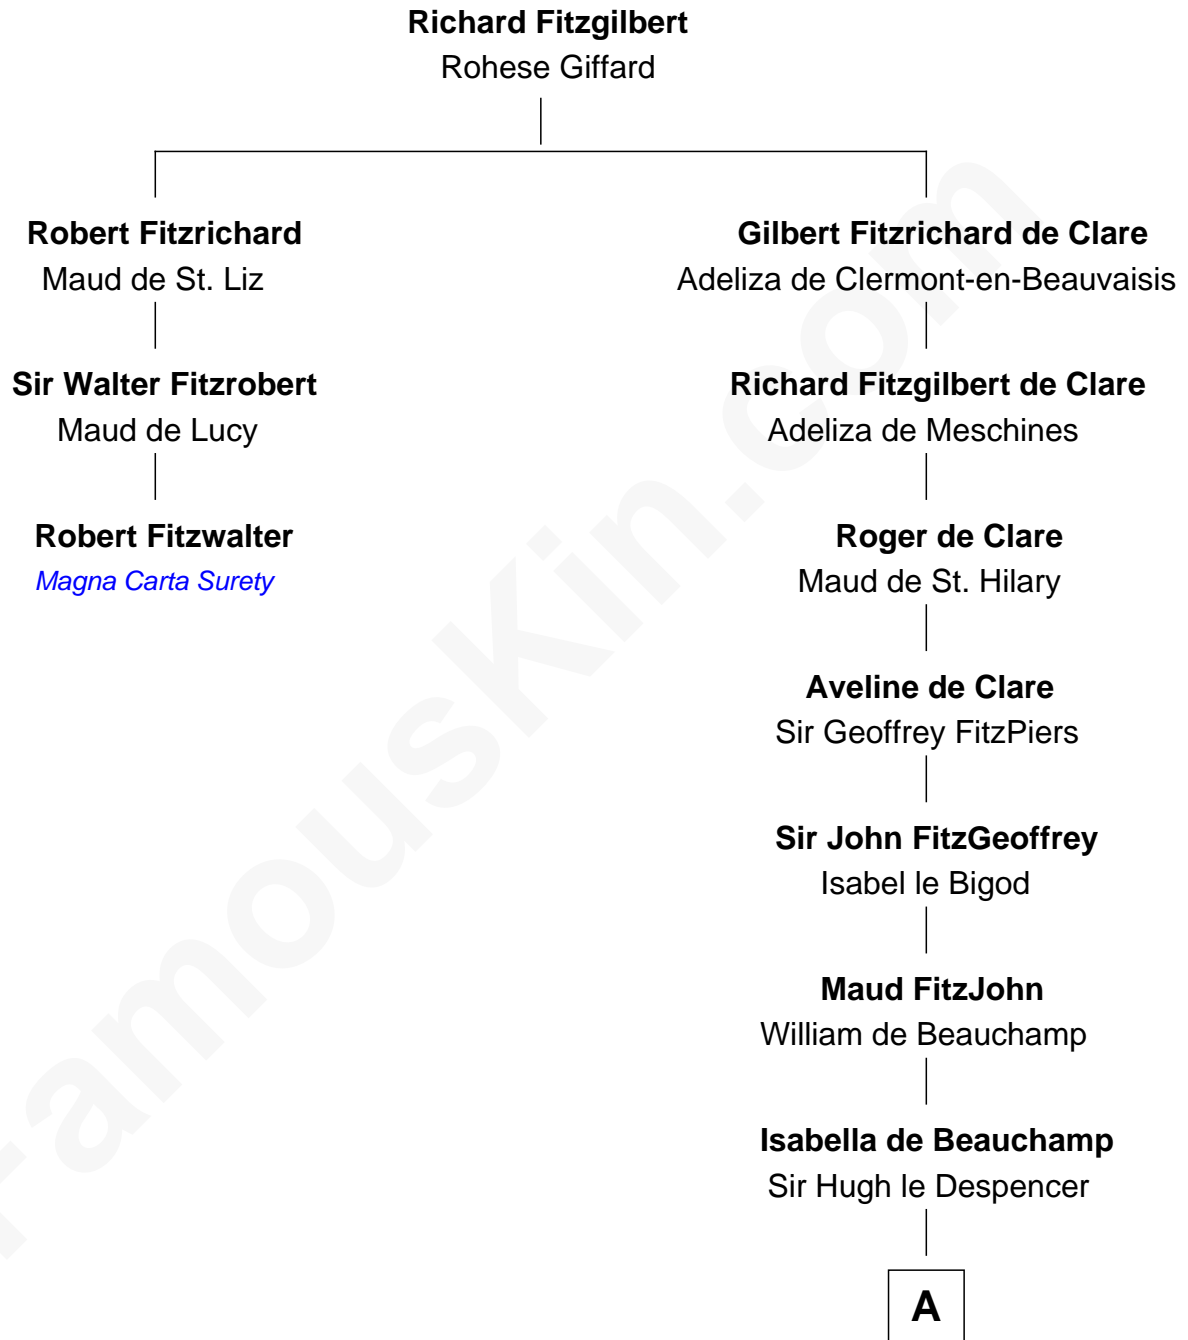 Richard Fitzgilbert
Rohese Giffard
Robert Fitzrichard
Maud de St. Liz
Gilbert Fitzrichard de Clare
Adeliza de Clermont-en-Beauvaisis
Sir Walter Fitzrobert
Maud de Lucy
Richard Fitzgilbert de Clare
Adeliza de Meschines
Robert Fitzwalter
Magna Carta Surety
Roger de Clare
Maud de St. Hilary
Aveline de Clare
Sir Geoffrey FitzPiers
Sir John FitzGeoffrey
Isabel le Bigod
Maud FitzJohn
William de Beauchamp
Isabella de Beauchamp
Sir Hugh le Despencer
A
FamousKin.com